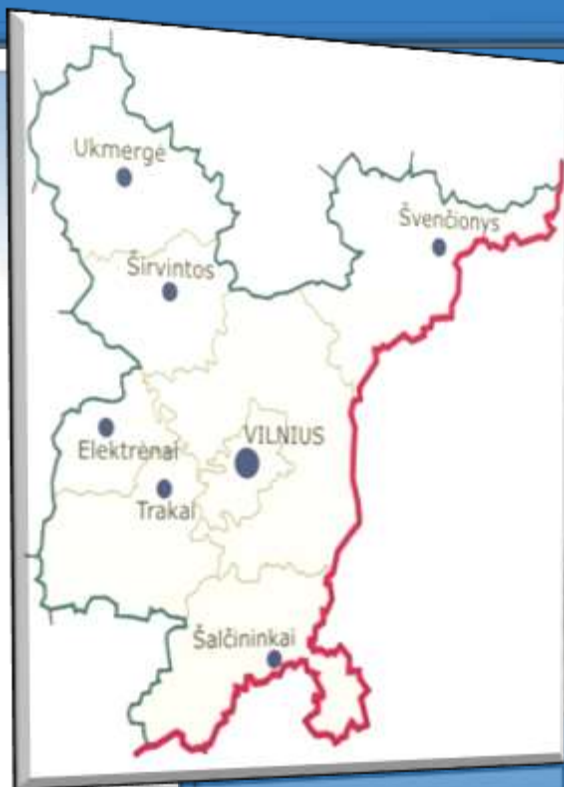 Ukmergė
Švenčionys
Širvintos
VILNIUS
Elektrėnai
Trakai
Šalčininkai